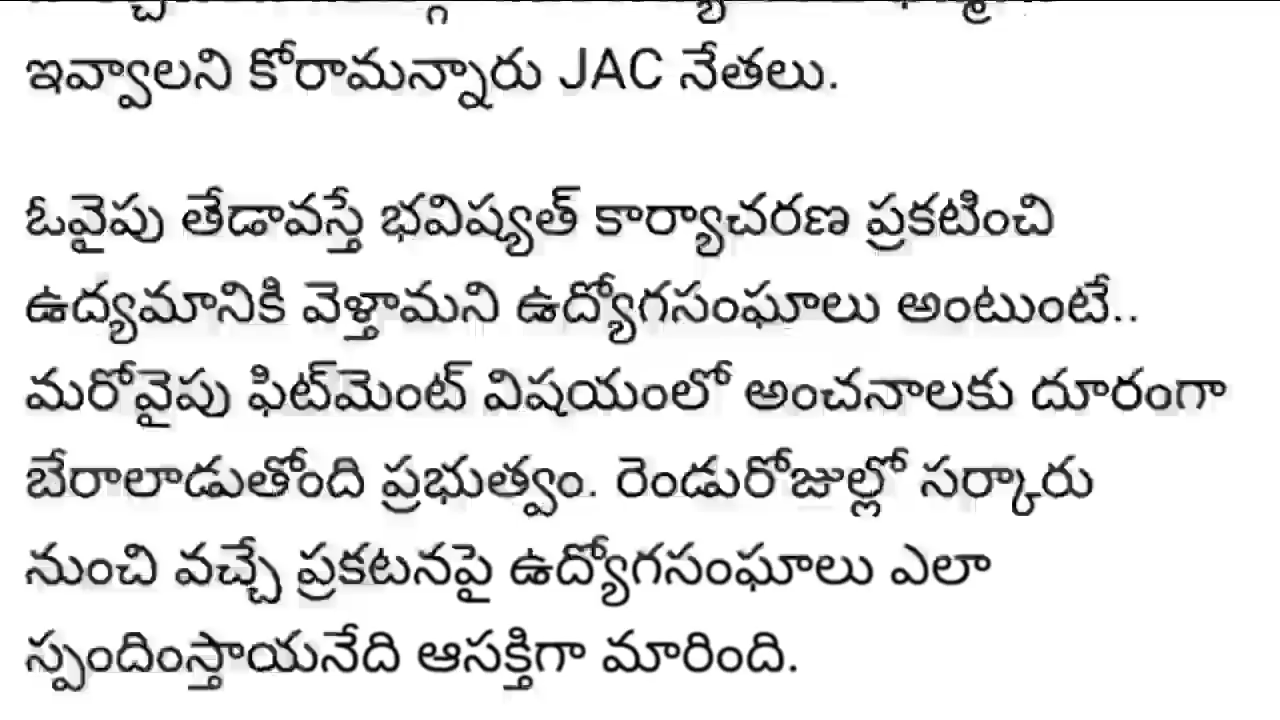 ఇవ్వాలని కోరామన్నారు JAC నేతలు.
ఓవైపు తేడావస్తే భవిష్యత్ కార్యాచరణ ప్రకటించి
ఉద్యమానికి వెళ్తామని ఉద్యోగసంఘాలు అంటుంటే..
మరోవైపు ఫిట్‌మెంట్ విషయంలో అంచనాలకు దూరంగా
బేరాలాడుతోంది ప్రభుత్వం. రెండురోజుల్లో సర్కారు
నుంచి వచ్చే ప్రకటనపై ఉద్యోగసంఘాలు ఎలా
స్పందింస్తాయనేది ఆసక్తిగా మారింది.